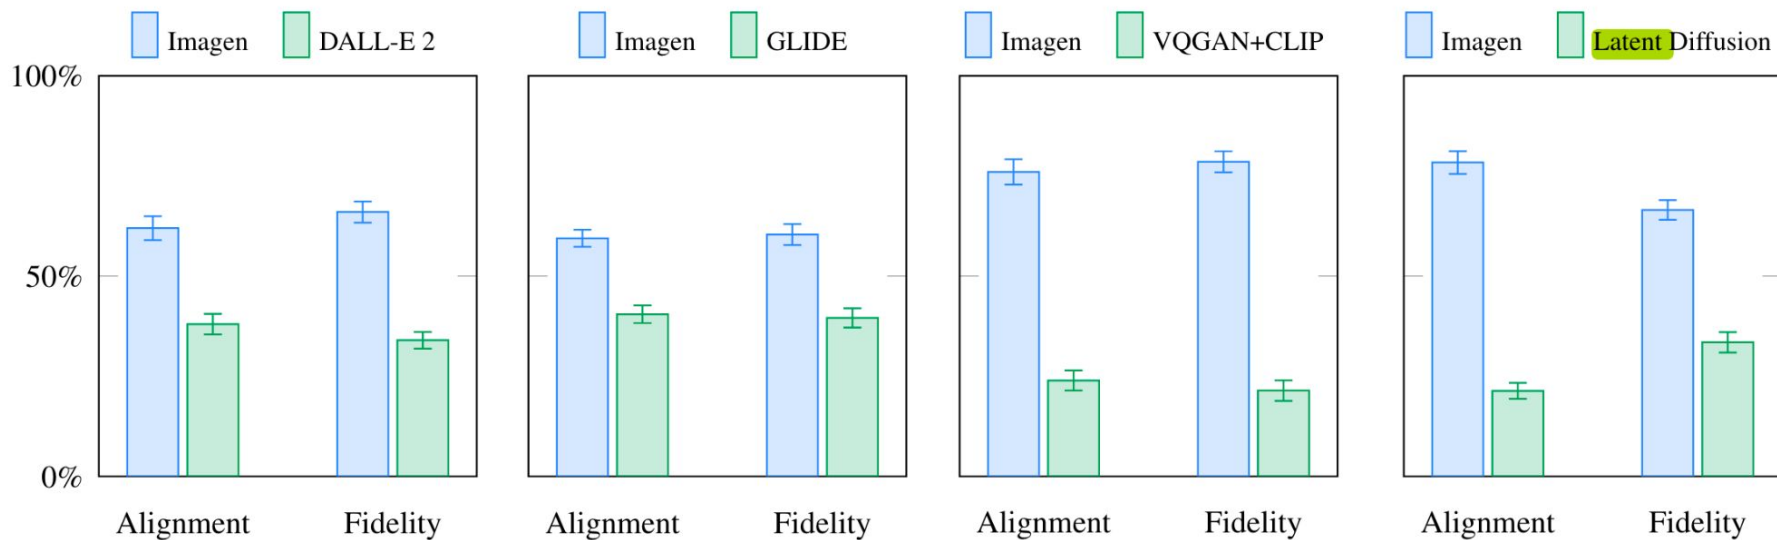 Imagen DALL-E 2 Imagen GLIDE Imagen VQGAN+CLIP Imagen Latent Diffusion
100%
50%
0%
Alignment Fidelity Alignment Fidelity Alignment Fidelity Alignment Fidelity